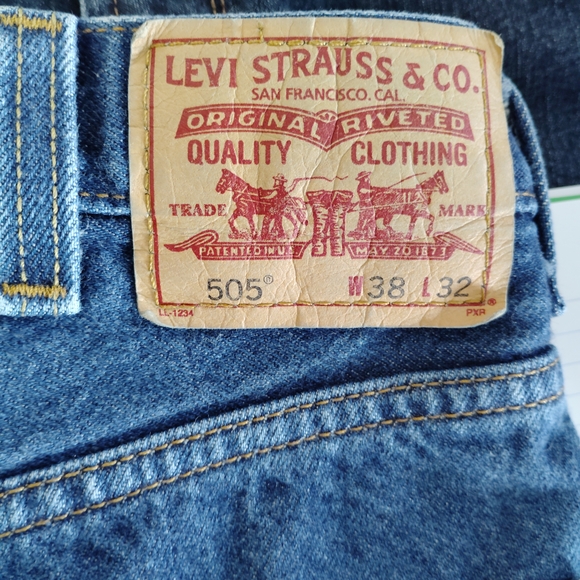 LEVI STRAUSS & CO.
SAN FRANCISCO. CAL.
ORIGINAL RIVETED
QUALITY CLOTHING
TRADE MARK
PATENTED IN U.S. MAY 20 1873
505® W38 L32
LL-1234 PXR ®